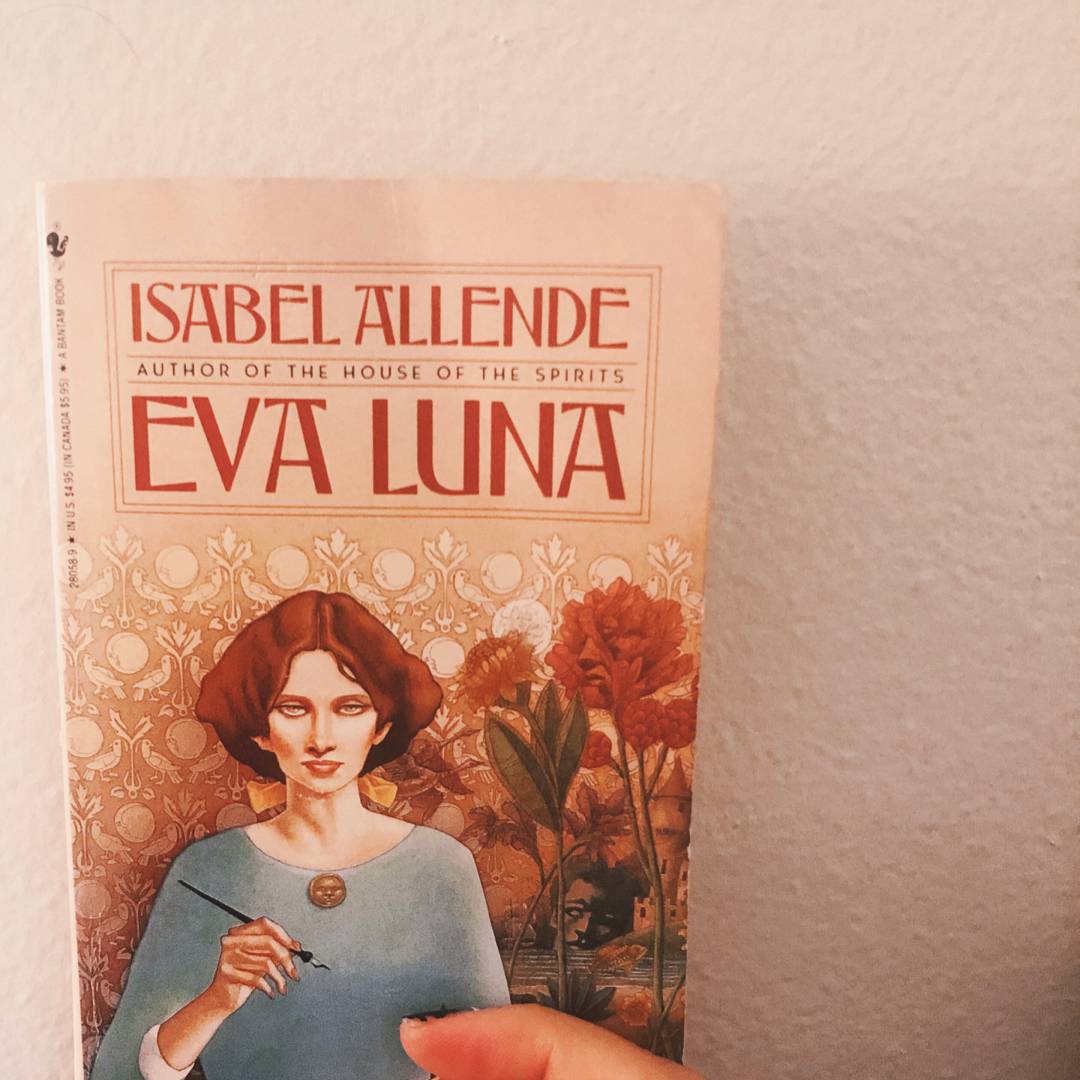 ISABEL ALLENDE
AUTHOR OF THE HOUSE OF THE SPIRITS
EVA LUNA
28058-9 ★ IN U.S. $4.95 (IN CANADA $5.95) ★ A BANTAM BOOK